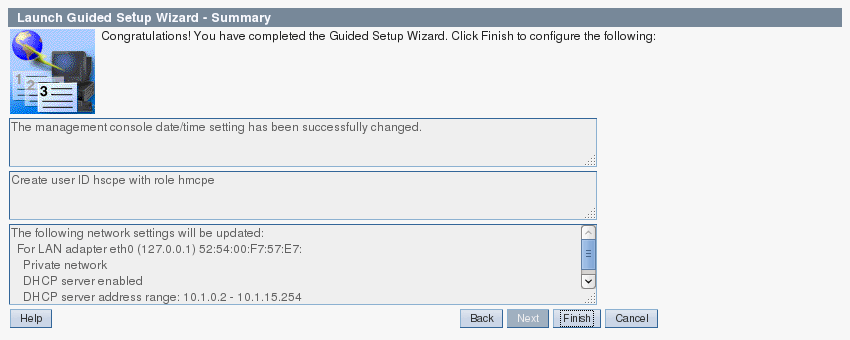 Launch Guided Setup Wizard - Summary
Congratulations! You have completed the Guided Setup Wizard. Click Finish to configure the following:
1
2
3
The management console date/time setting has been successfully changed.
Create user ID hscpe with role hmcpe
The following network settings will be updated:
For LAN adapter eth0 (127.0.0.1) 52:54:00:F7:57:E7:
Private network
DHCP server enabled
DHCP server address range: 10.1.0.2 - 10.1.15.254
Help Back Next Finish Cancel